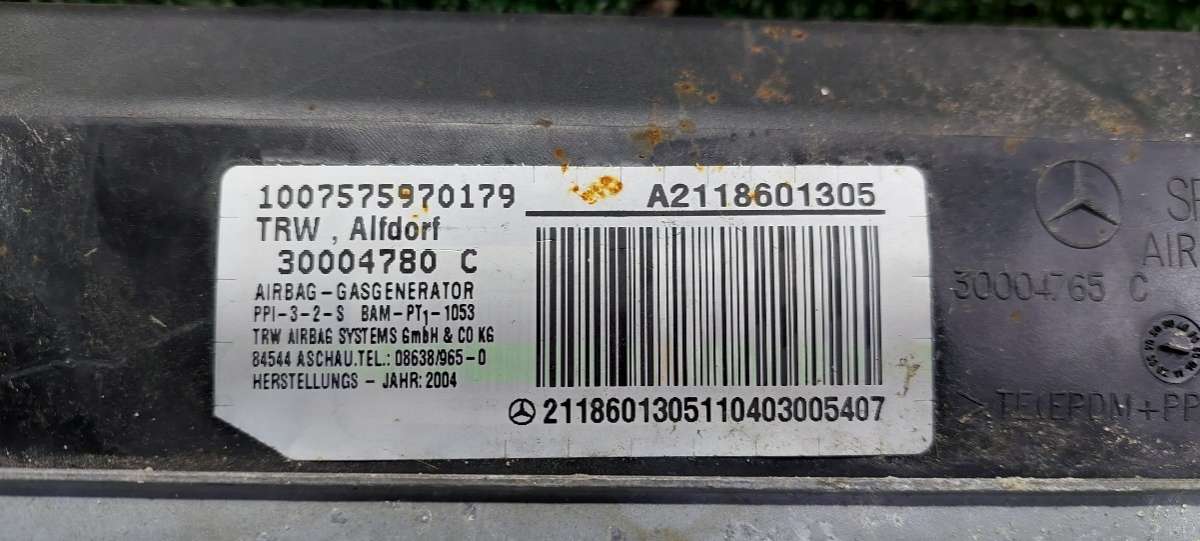 1007575970179
A2118601305
TRW , Alfdorf
30004780 C
AIRBAG-GASGENERATOR
PPI-3-2-S BAM-PT1-1053
TRW AIRBAG SYSTEMS GmbH & CO KG
84544 ASCHAU.TEL.: 08638/965-0
HERSTELLUNGS - JAHR: 2004
2118601305110403005407
AIR
30004765 C